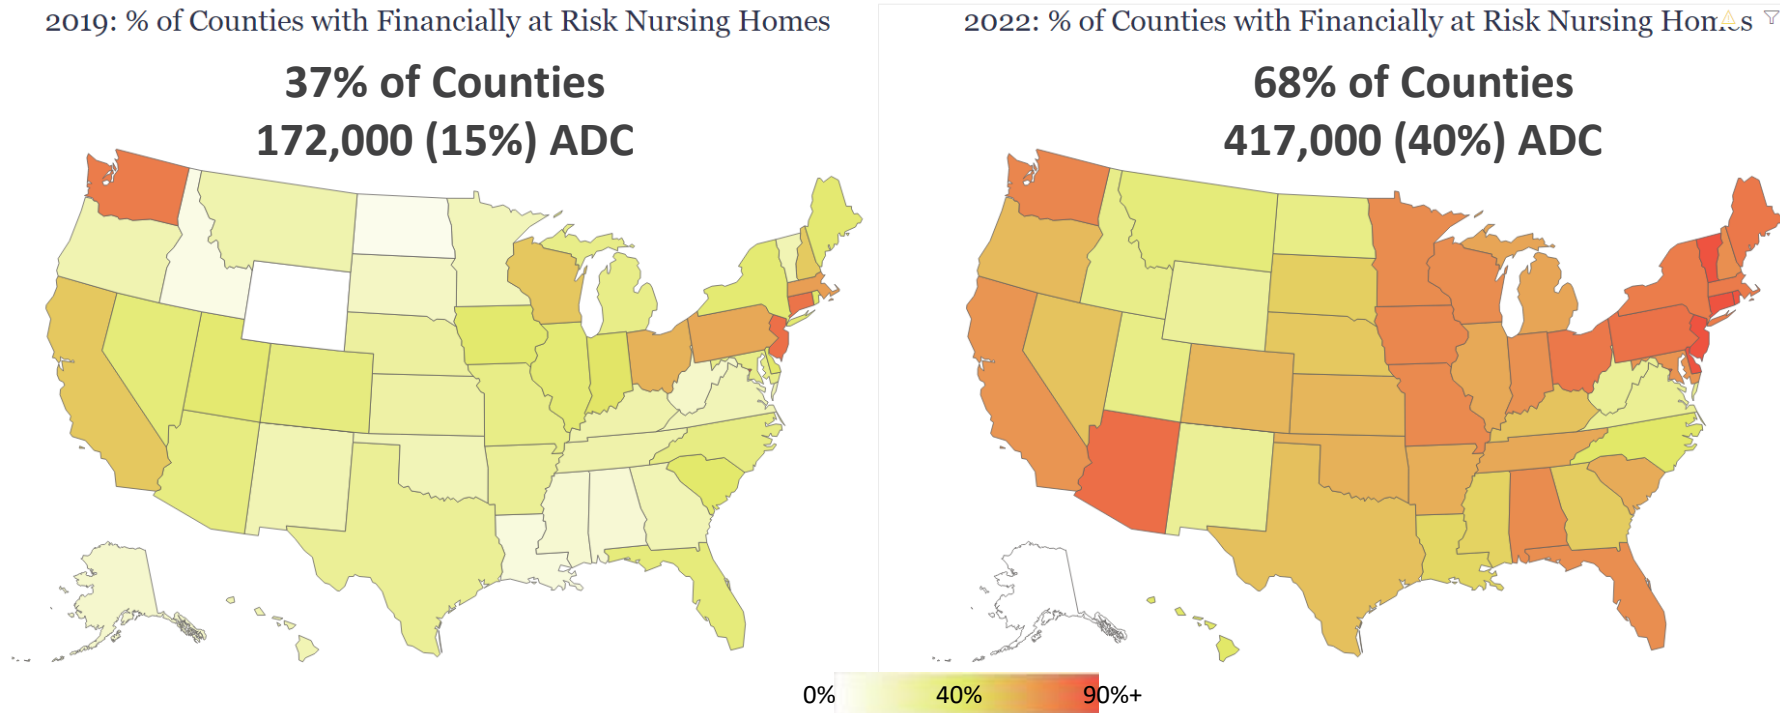 2019: % of Counties with Financially at Risk Nursing Homes
37% of Counties
172,000 (15%) ADC
2022: % of Counties with Financially at Risk Nursing Homes
68% of Counties
417,000 (40%) ADC
0%
40%
90%+